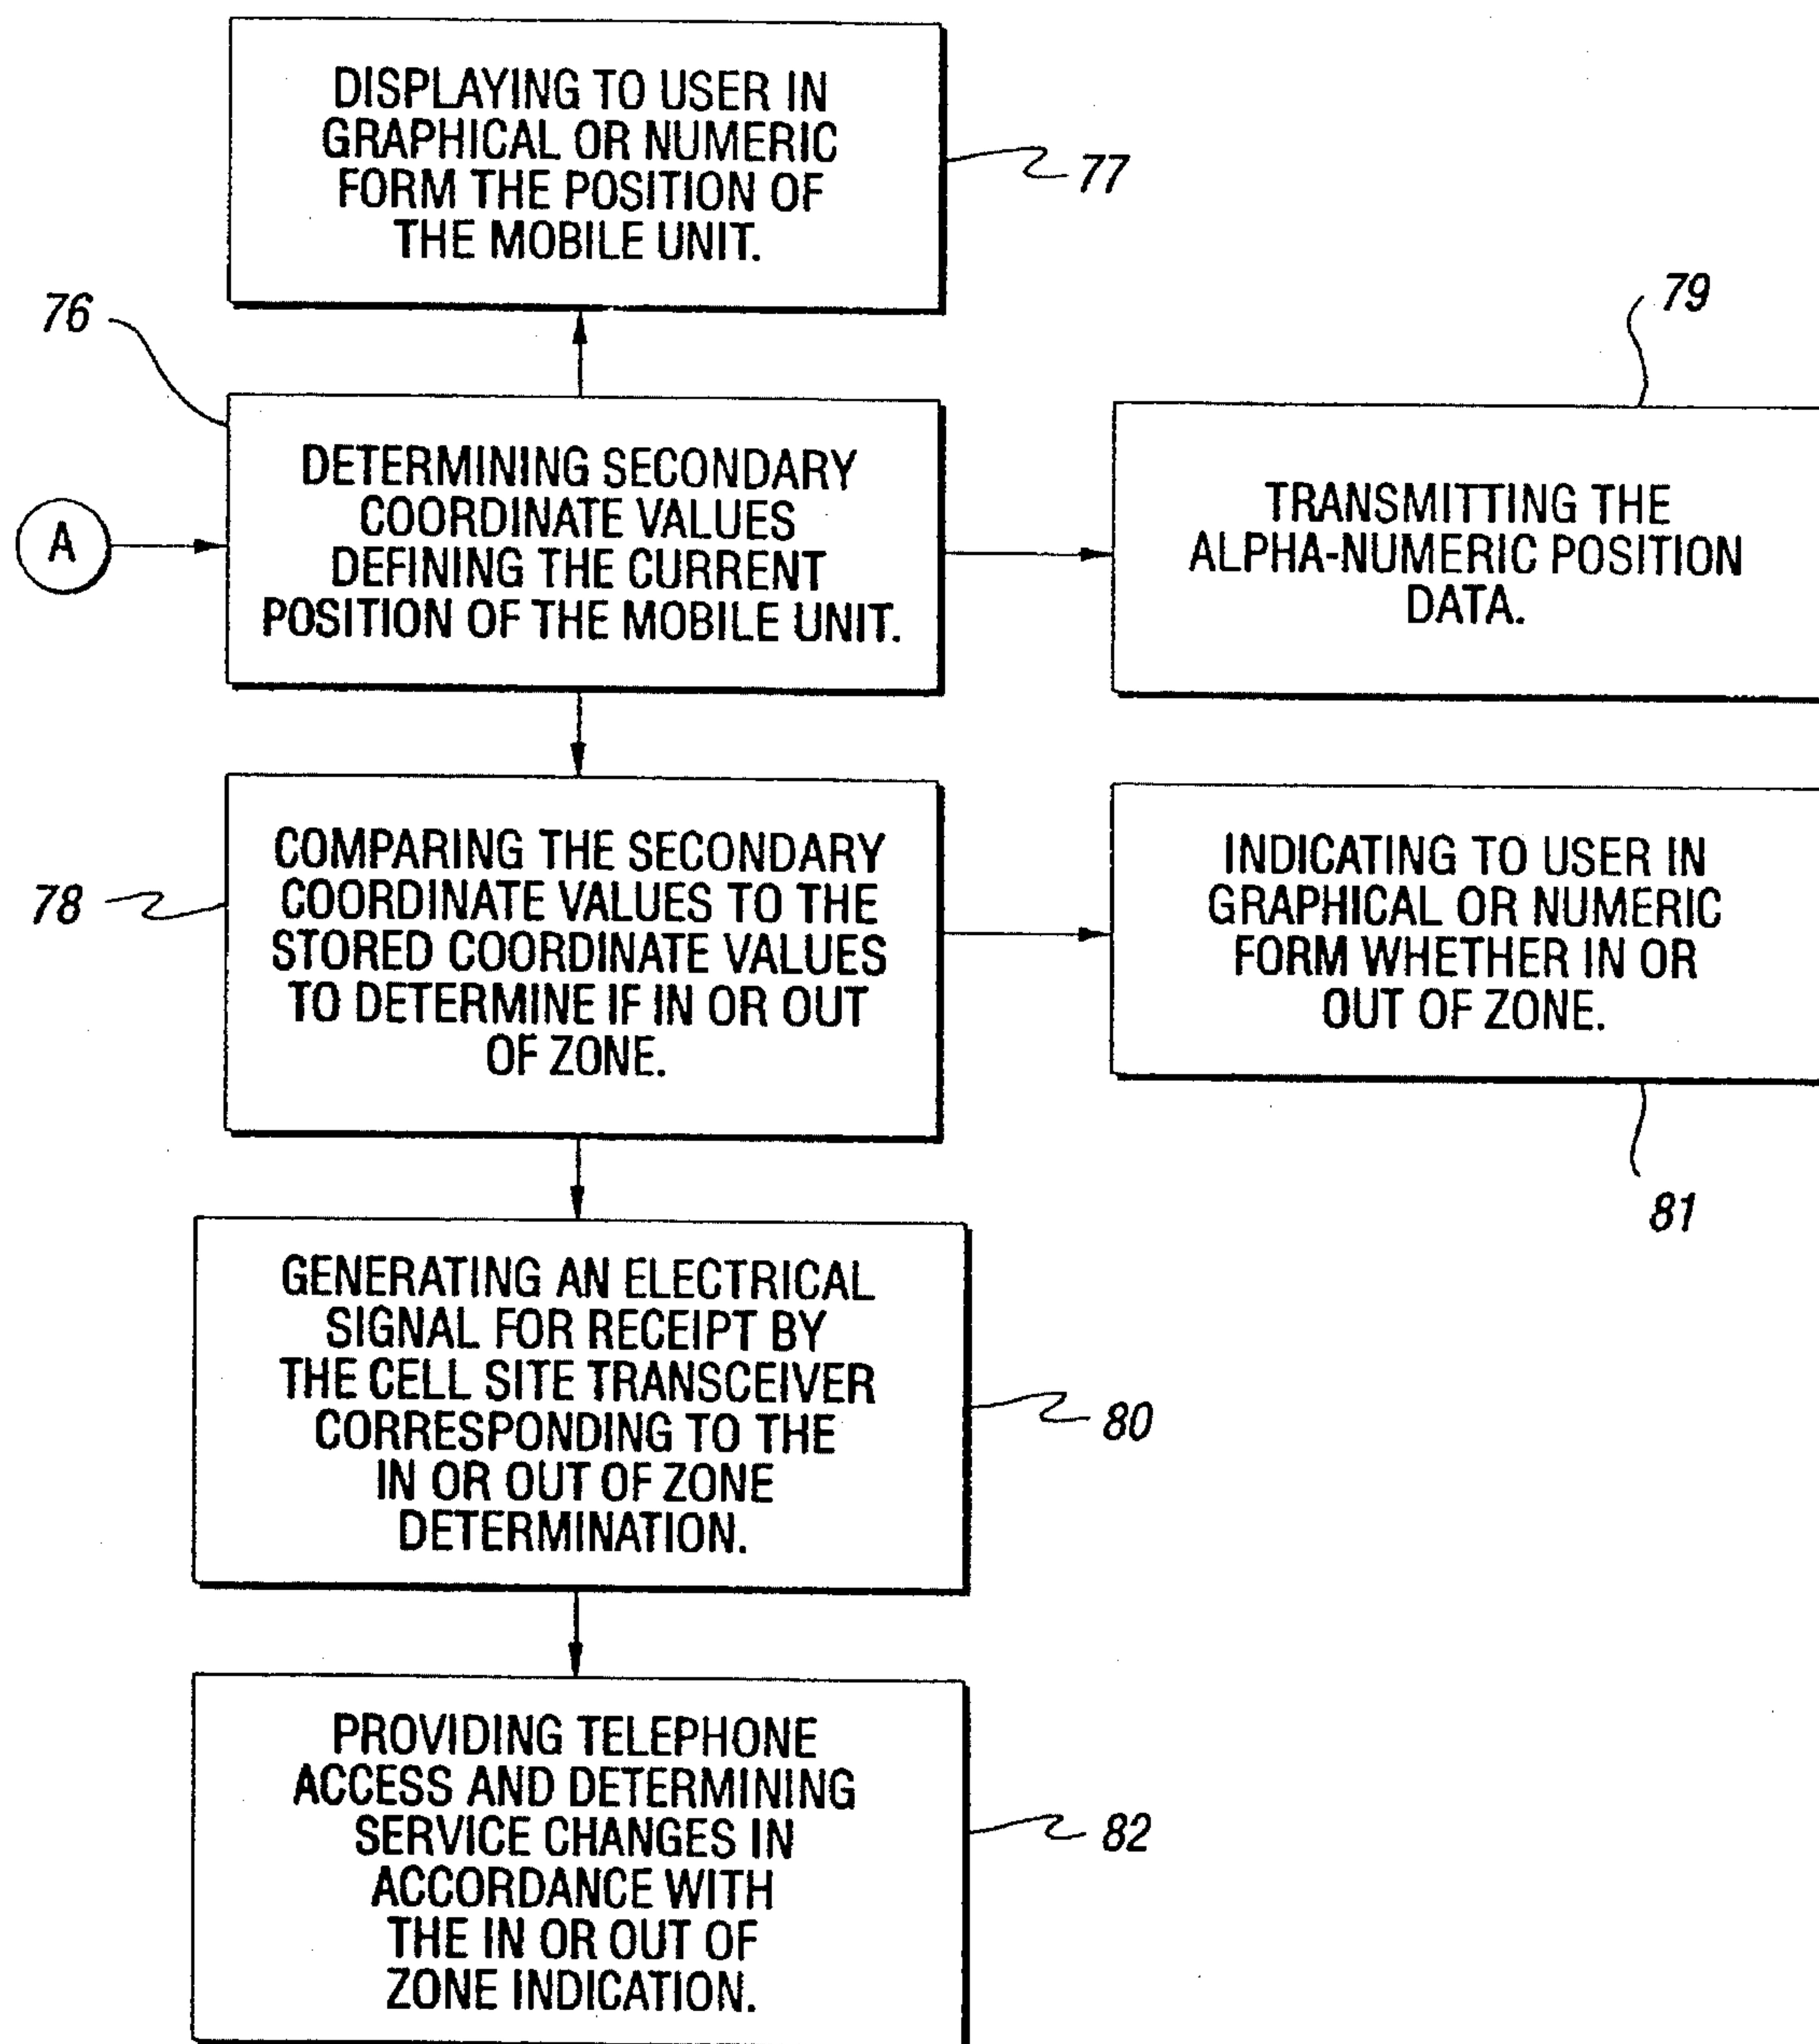 DISPLAYING TO USER IN
GRAPHICAL OR NUMERIC
FORM THE POSITION OF
THE MOBILE UNIT.
77
76
79
A
DETERMINING SECONDARY
COORDINATE VALUES
DEFINING THE CURRENT
POSITION OF THE MOBILE UNIT.
TRANSMITTING THE
ALPHA-NUMERIC POSITION
DATA.
78
COMPARING THE SECONDARY
COORDINATE VALUES TO THE
STORED COORDINATE VALUES
TO DETERMINE IF IN OR OUT
OF ZONE.
INDICATING TO USER IN
GRAPHICAL OR NUMERIC
FORM WHETHER IN OR
OUT OF ZONE.
81
GENERATING AN ELECTRICAL
SIGNAL FOR RECEIPT BY
THE CELL SITE TRANSCEIVER
CORRESPONDING TO THE
IN OR OUT OF ZONE
DETERMINATION.
80
PROVIDING TELEPHONE
ACCESS AND DETERMINING
SERVICE CHANGES IN
ACCORDANCE WITH
THE IN OR OUT OF
ZONE INDICATION.
82